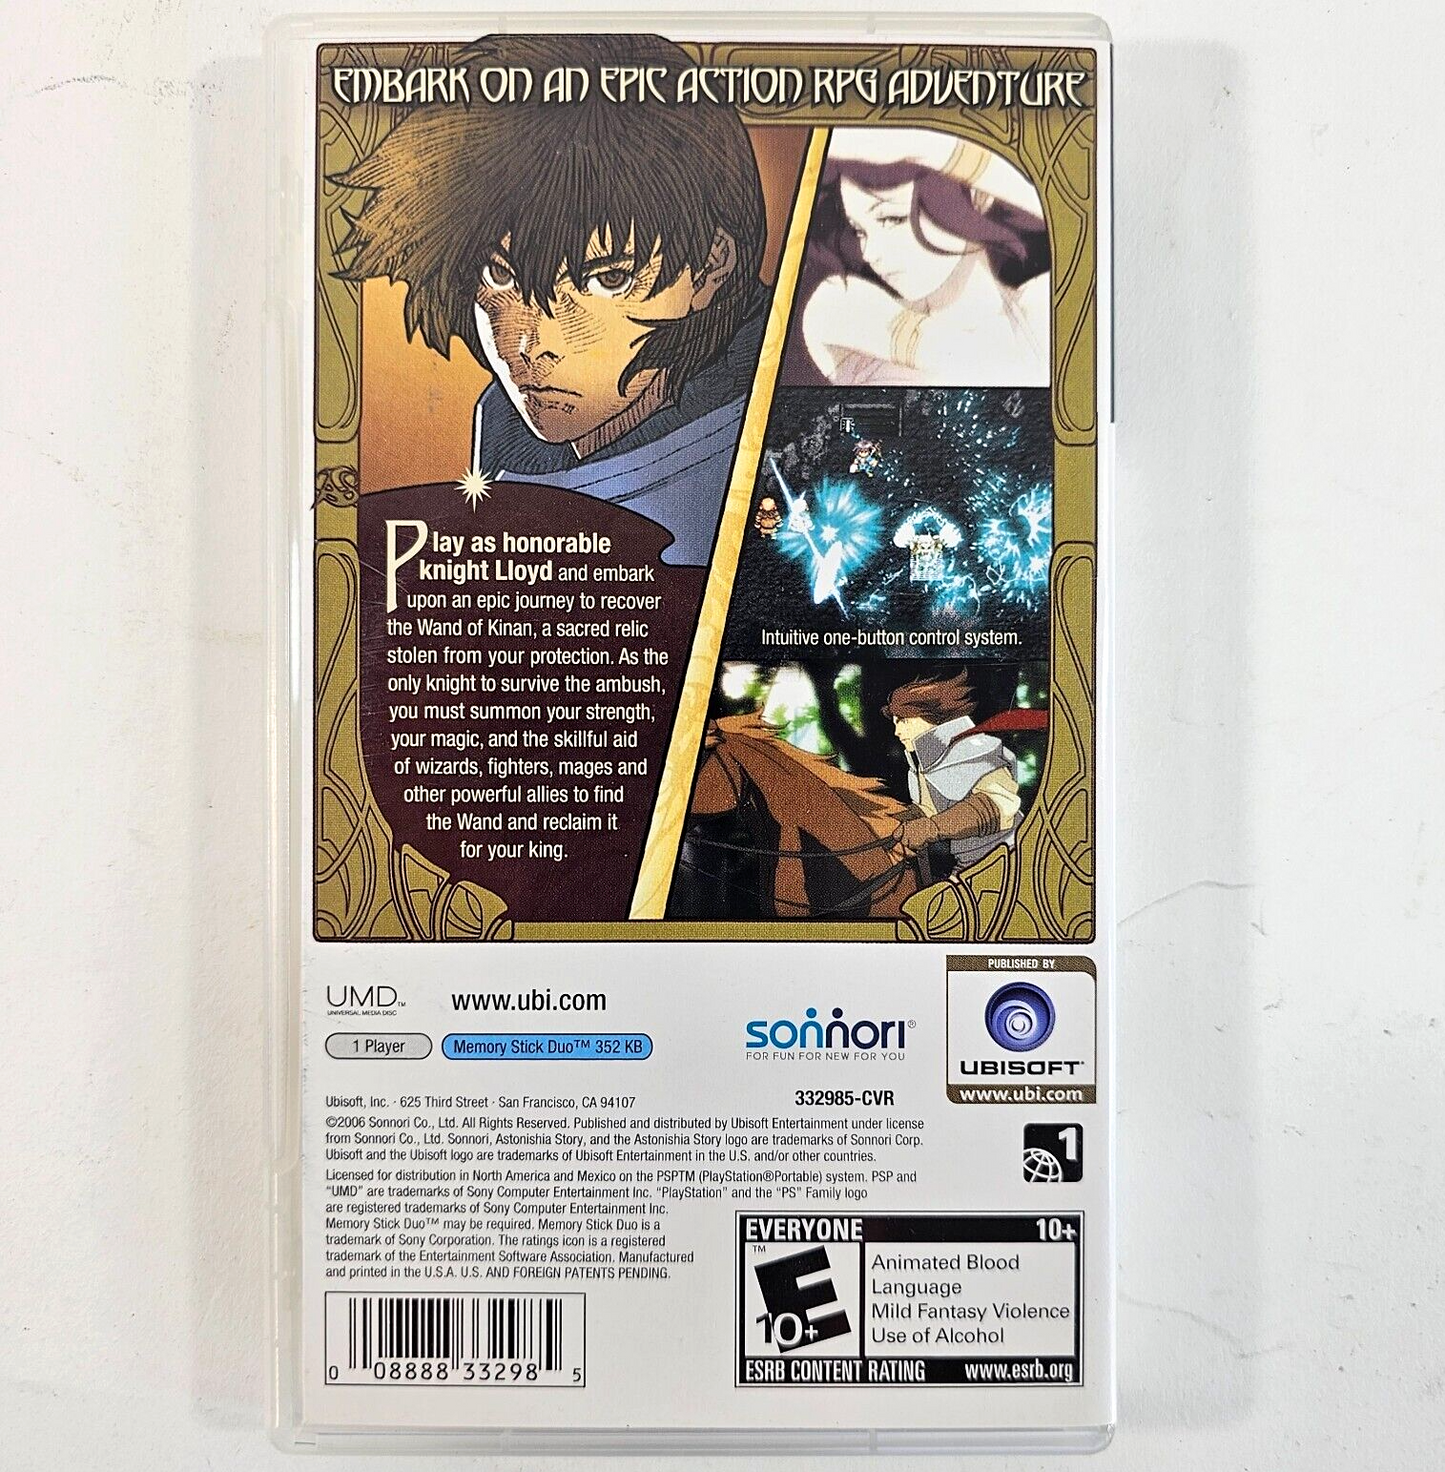 EMBARK ON AN EPIC ACTION RPG ADVENTURE
Play as honorable
knight Lloyd and embark
upon an epic journey to recover
the Wand of Kinan, a sacred relic
stolen from your protection. As the
only knight to survive the ambush,
you must summon your strength,
your magic, and the skillful aid
of wizards, fighters, mages and
other powerful allies to find
the Wand and reclaim it
for your king.
Intuitive one-button control system.
UMD™
UNIVERSAL MEDIA DISC
www.ubi.com
1 Player
Memory Stick Duo™ 352 KB
sonnori®
FOR FUN FOR NEW FOR YOU
PUBLISHED BY
UBISOFT
www.ubi.com
332985-CVR
Ubisoft, Inc. · 625 Third Street · San Francisco, CA 94107
©2006 Sonnori Co., Ltd. All Rights Reserved. Published and distributed by Ubisoft Entertainment under license
from Sonnori Co., Ltd. Sonnori, Astonishia Story, and the Astonishia Story logo are trademarks of Sonnori Corp.
Ubisoft and the Ubisoft logo are trademarks of Ubisoft Entertainment in the U.S. and/or other countries.
Licensed for distribution in North America and Mexico on the PSPTM (PlayStation®Portable) system. PSP and
"UMD" are trademarks of Sony Computer Entertainment Inc. "PlayStation" and the "PS" Family logo
are registered trademarks of Sony Computer Entertainment Inc.
Memory Stick Duo™ may be required. Memory Stick Duo is a
trademark of Sony Corporation. The ratings icon is a registered
trademark of the Entertainment Software Association. Manufactured
and printed in the U.S.A. U.S. AND FOREIGN PATENTS PENDING.
1
EVERYONE 10+
™
E
10+
Animated Blood
Language
Mild Fantasy Violence
Use of Alcohol
ESRB CONTENT RATING www.esrb.org
0 08888 33298 5